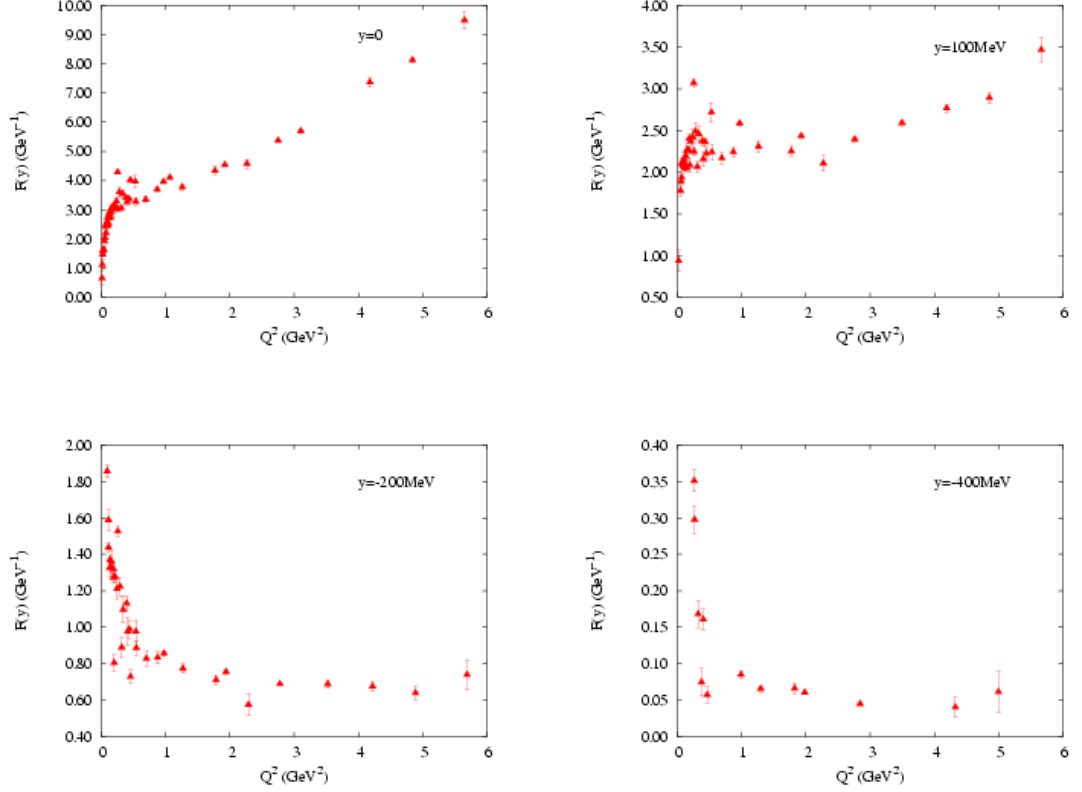 10.00
9.00
8.00
7.00
6.00
5.00
4.00
3.00
2.00
1.00
0.00
R(y) (GeV⁻¹)
y=0
0 1 2 3 4 5 6
Q^2 (GeV²)
4.00
3.50
3.00
2.50
2.00
1.50
1.00
0.50
R(y) (GeV⁻¹)
y=100MeV
0 1 2 3 4 5 6
Q^2 (GeV²)
2.00
1.80
1.60
1.40
1.20
1.00
0.80
0.60
0.40
R(y) (GeV⁻¹)
y=-200MeV
0 1 2 3 4 5 6
Q^2 (GeV²)
0.40
0.35
0.30
0.25
0.20
0.15
0.10
0.05
0.00
R(y) (GeV⁻¹)
y=-400MeV
0 1 2 3 4 5 6
Q^2 (GeV²)